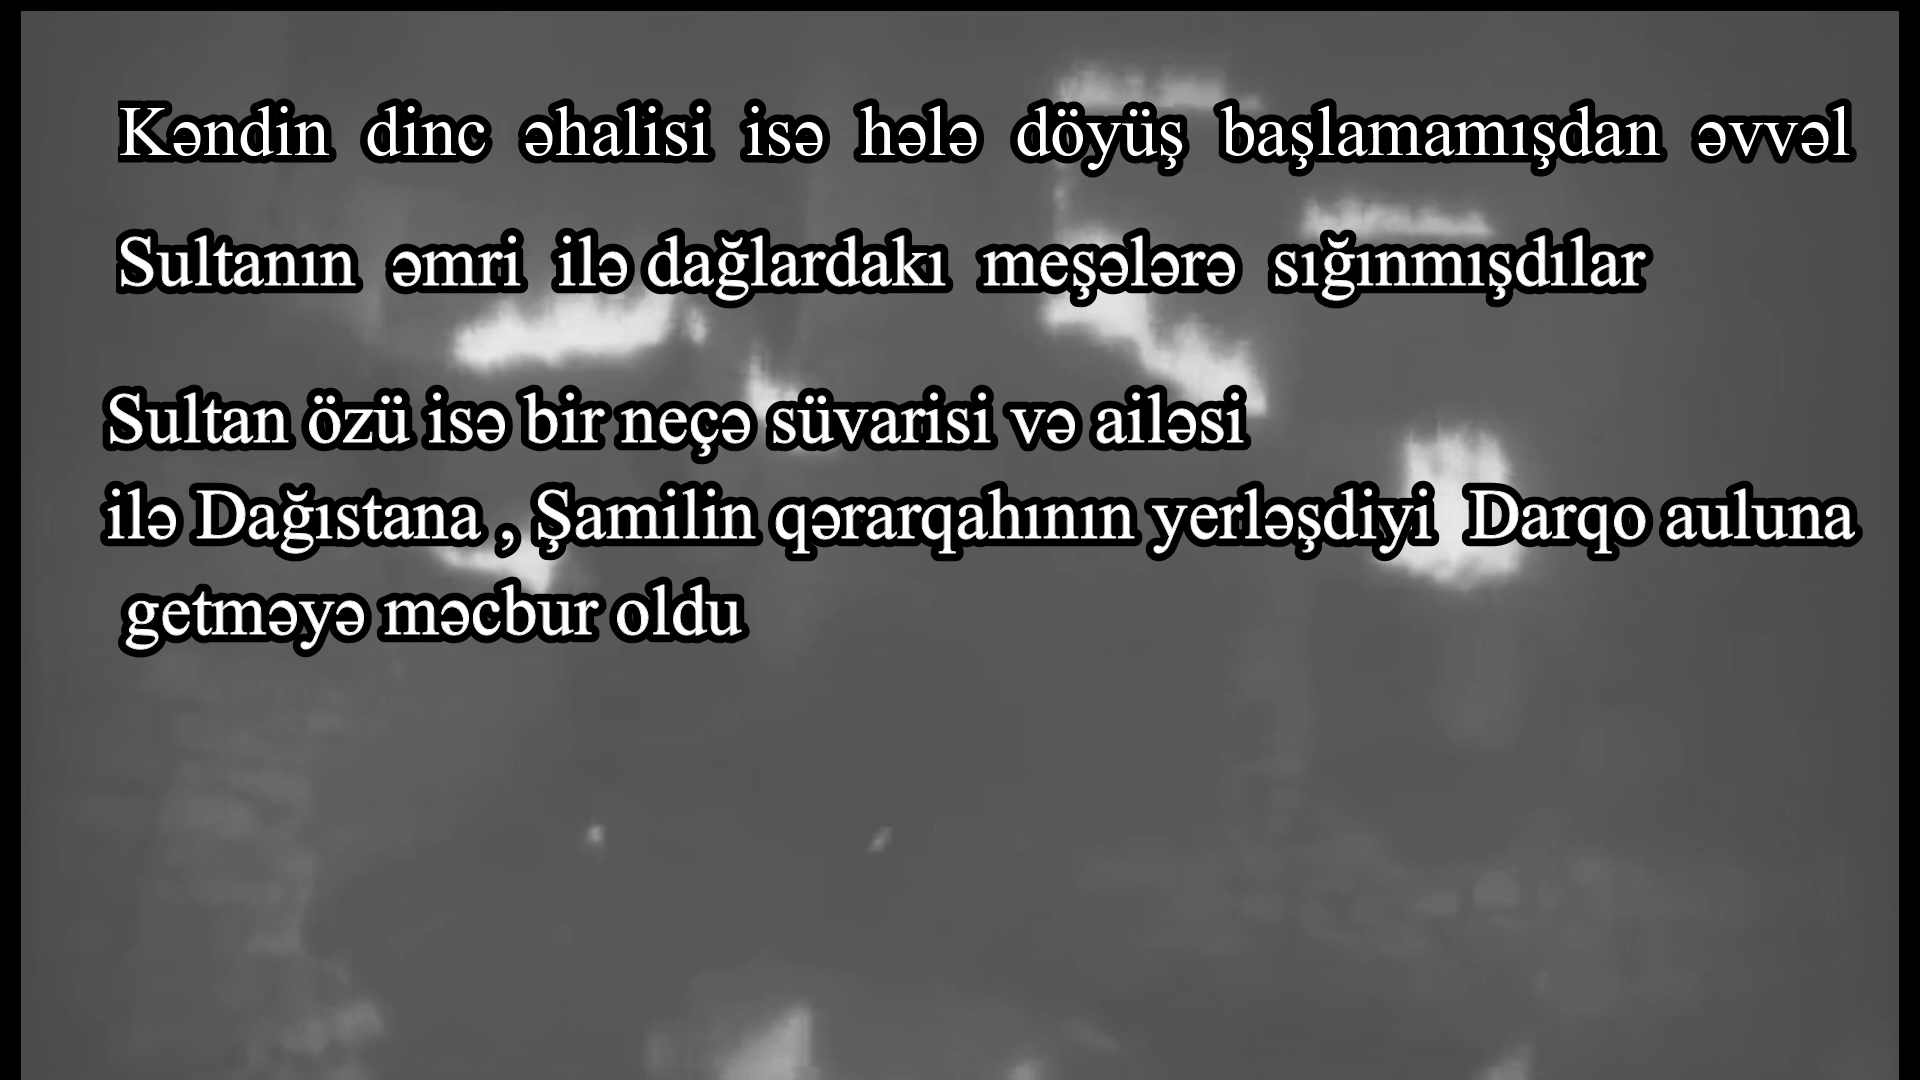 Kəndin dinc əhalisi isə hələ döyüş başlamamışdan əvvəl
Sultanın əmri ilə dağlardakı meşələrə sığınmışdılar
Sultan özü isə bir neçə süvarisi və ailəsi
ilə Dağıstana , Şamilin qərarqahının yerləşdiyi Darqo auluna
getməyə məcbur oldu